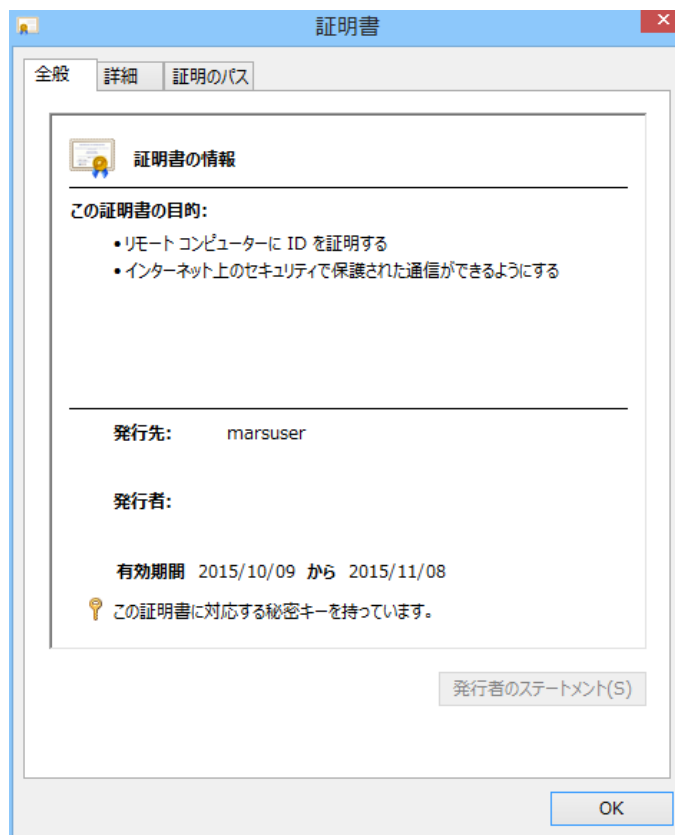 証明書
全般 詳細 証明のパス
証明書の情報
この証明書の目的:
•リモート コンピューターに ID を証明する
•インターネット上のセキュリティで保護された通信ができるようにする
発行先: marsuser
発行者:
有効期間 2015/10/09 から 2015/11/08
この証明書に対応する秘密キーを持っています。
発行者のステートメント(S)
OK